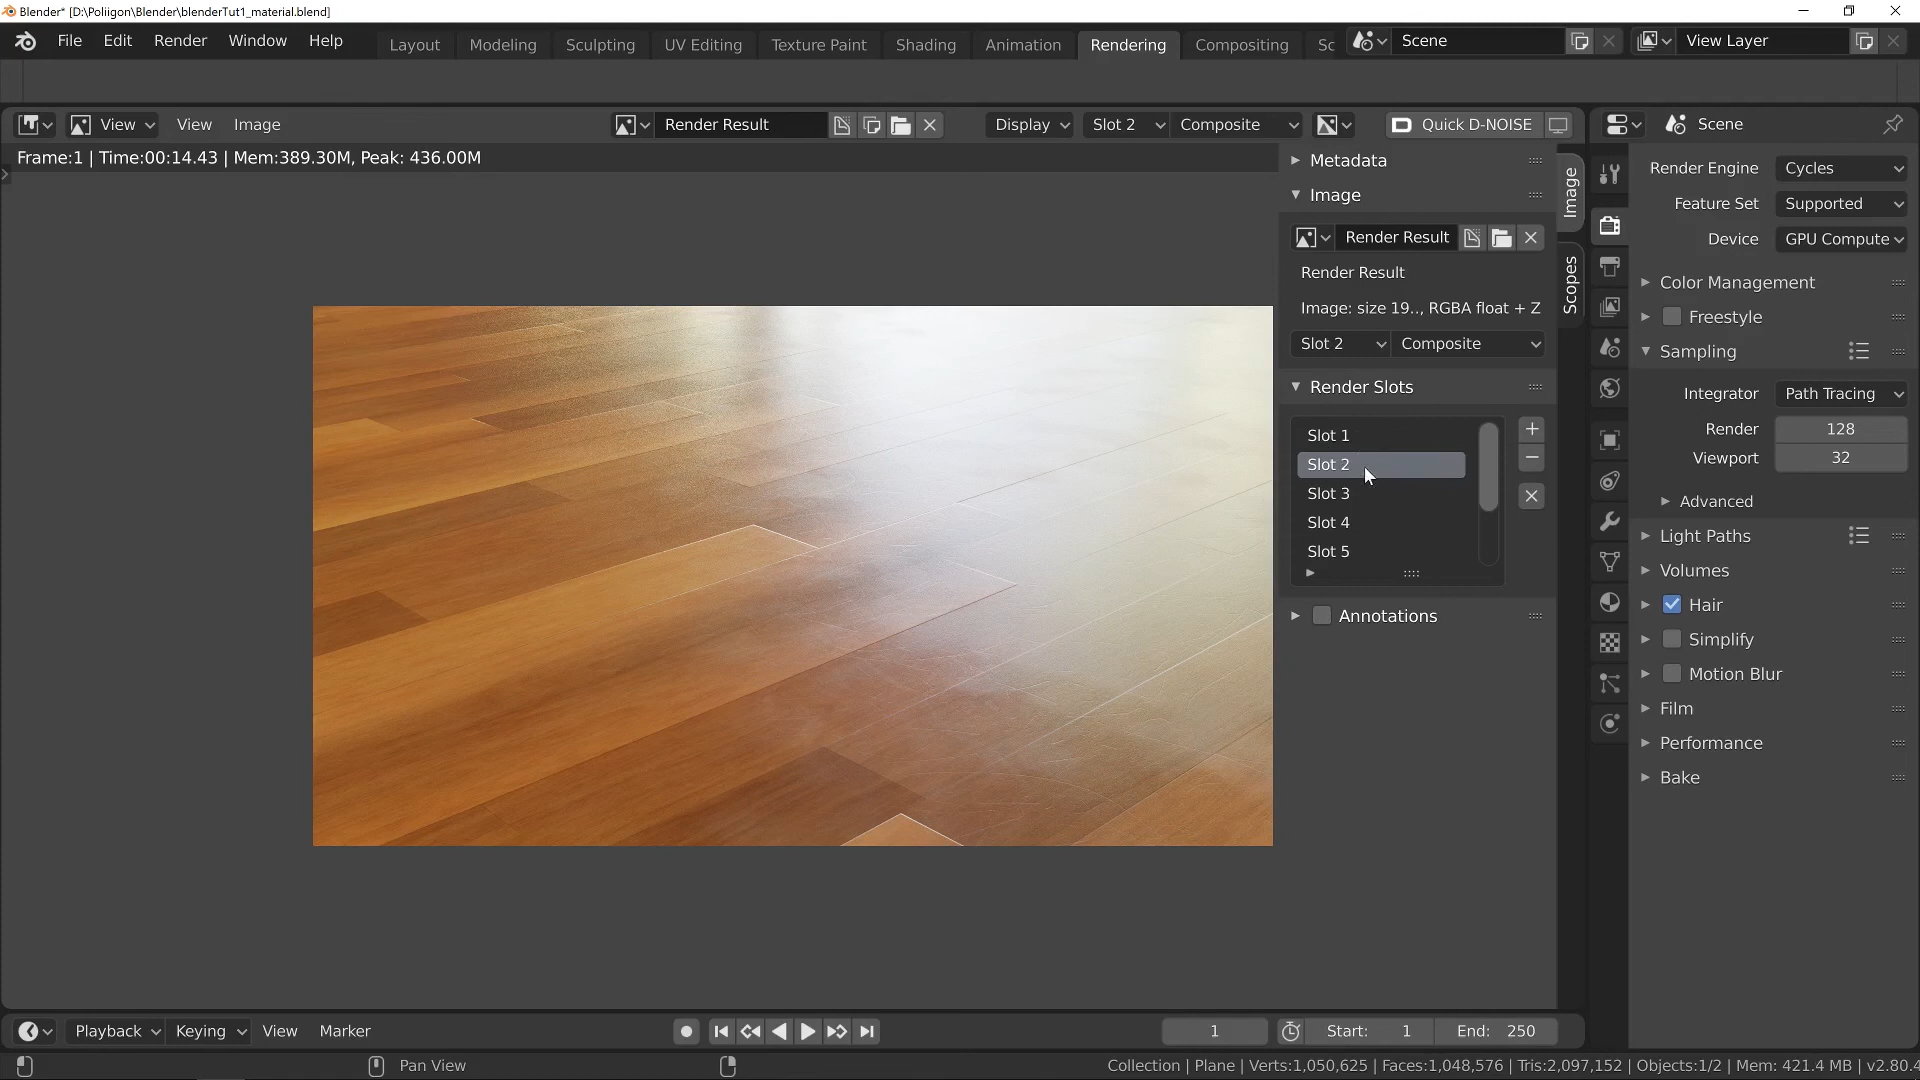 Blender* [D:\Poliigon\Blender\blenderTut1_material.blend]
File Edit Render Window Help Layout Modeling Sculpting UV Editing Texture Paint Shading Animation Rendering Compositing Sc Scene View Layer
View View Image Render Result Display Slot 2 Composite Quick D-NOISE Scene
Frame:1 | Time:00:14.43 | Mem:389.30M, Peak: 436.00M
Metadata
Image
Render Result
Render Result
Image: size 19.., RGBA float + Z
Slot 2 Composite
Render Slots
Slot 1
Slot 2
Slot 3
Slot 4
Slot 5
Annotations
Image
Scopes
Render Engine Cycles
Feature Set Supported
Device GPU Compute
Color Management
Freestyle
Sampling
Integrator Path Tracing
Render 128
Viewport 32
Advanced
Light Paths
Volumes
Hair
Simplify
Motion Blur
Film
Performance
Bake
Playback Keying View Marker 1 Start: 1 End: 250
Pan View Collection | Plane | Verts:1,050,625 | Faces:1,048,576 | Tris:2,097,152 | Objects:1/2 | Mem: 421.4 MB | v2.80.4